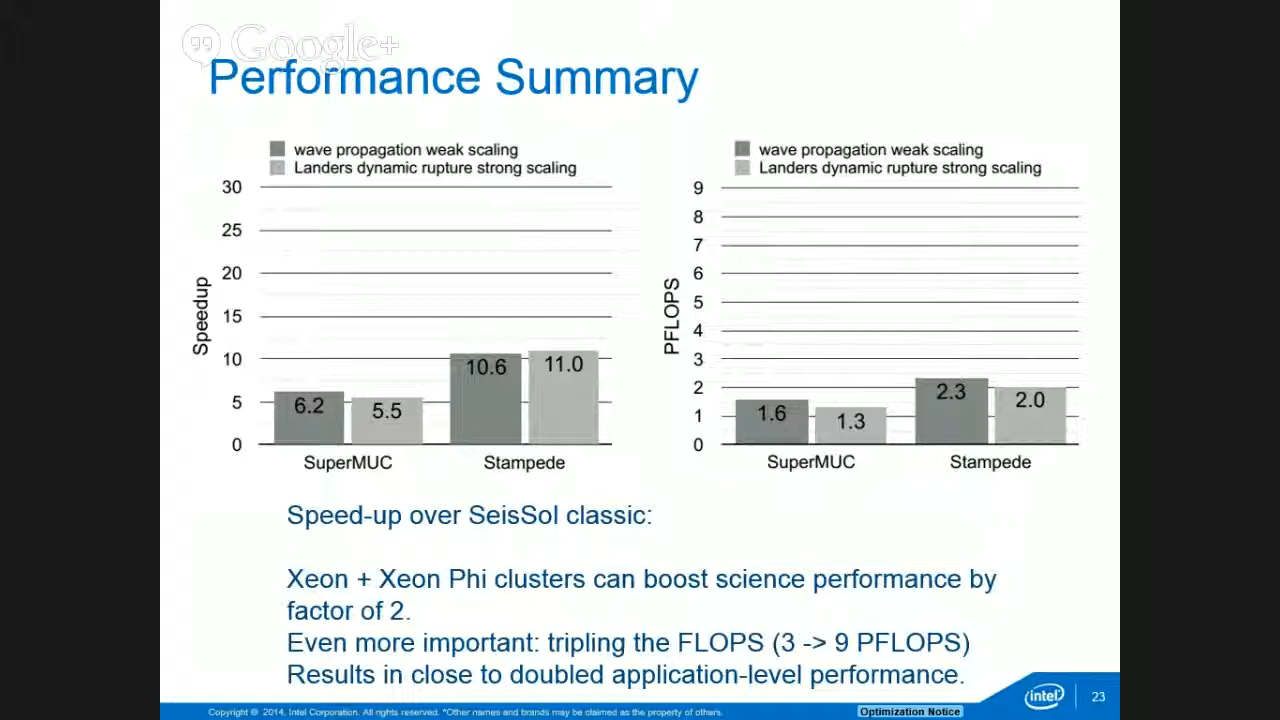 Google+
Performance Summary
wave propagation weak scaling
Landers dynamic rupture strong scaling
30
25
20
15
10
5
0
Speedup
6.2
5.5
10.6
11.0
SuperMUC
Stampede
wave propagation weak scaling
Landers dynamic rupture strong scaling
9
8
7
6
5
4
3
2
1
0
PFLOPS
1.6
1.3
2.3
2.0
SuperMUC
Stampede
Speed-up over SeisSol classic:
Xeon + Xeon Phi clusters can boost science performance by
factor of 2.
Even more important: tripling the FLOPS (3 -> 9 PFLOPS)
Results in close to doubled application-level performance.
Copyright © 2014, Intel Corporation. All rights reserved. *Other names and brands may be claimed as the property of others.
Optimization Notice
intel
23